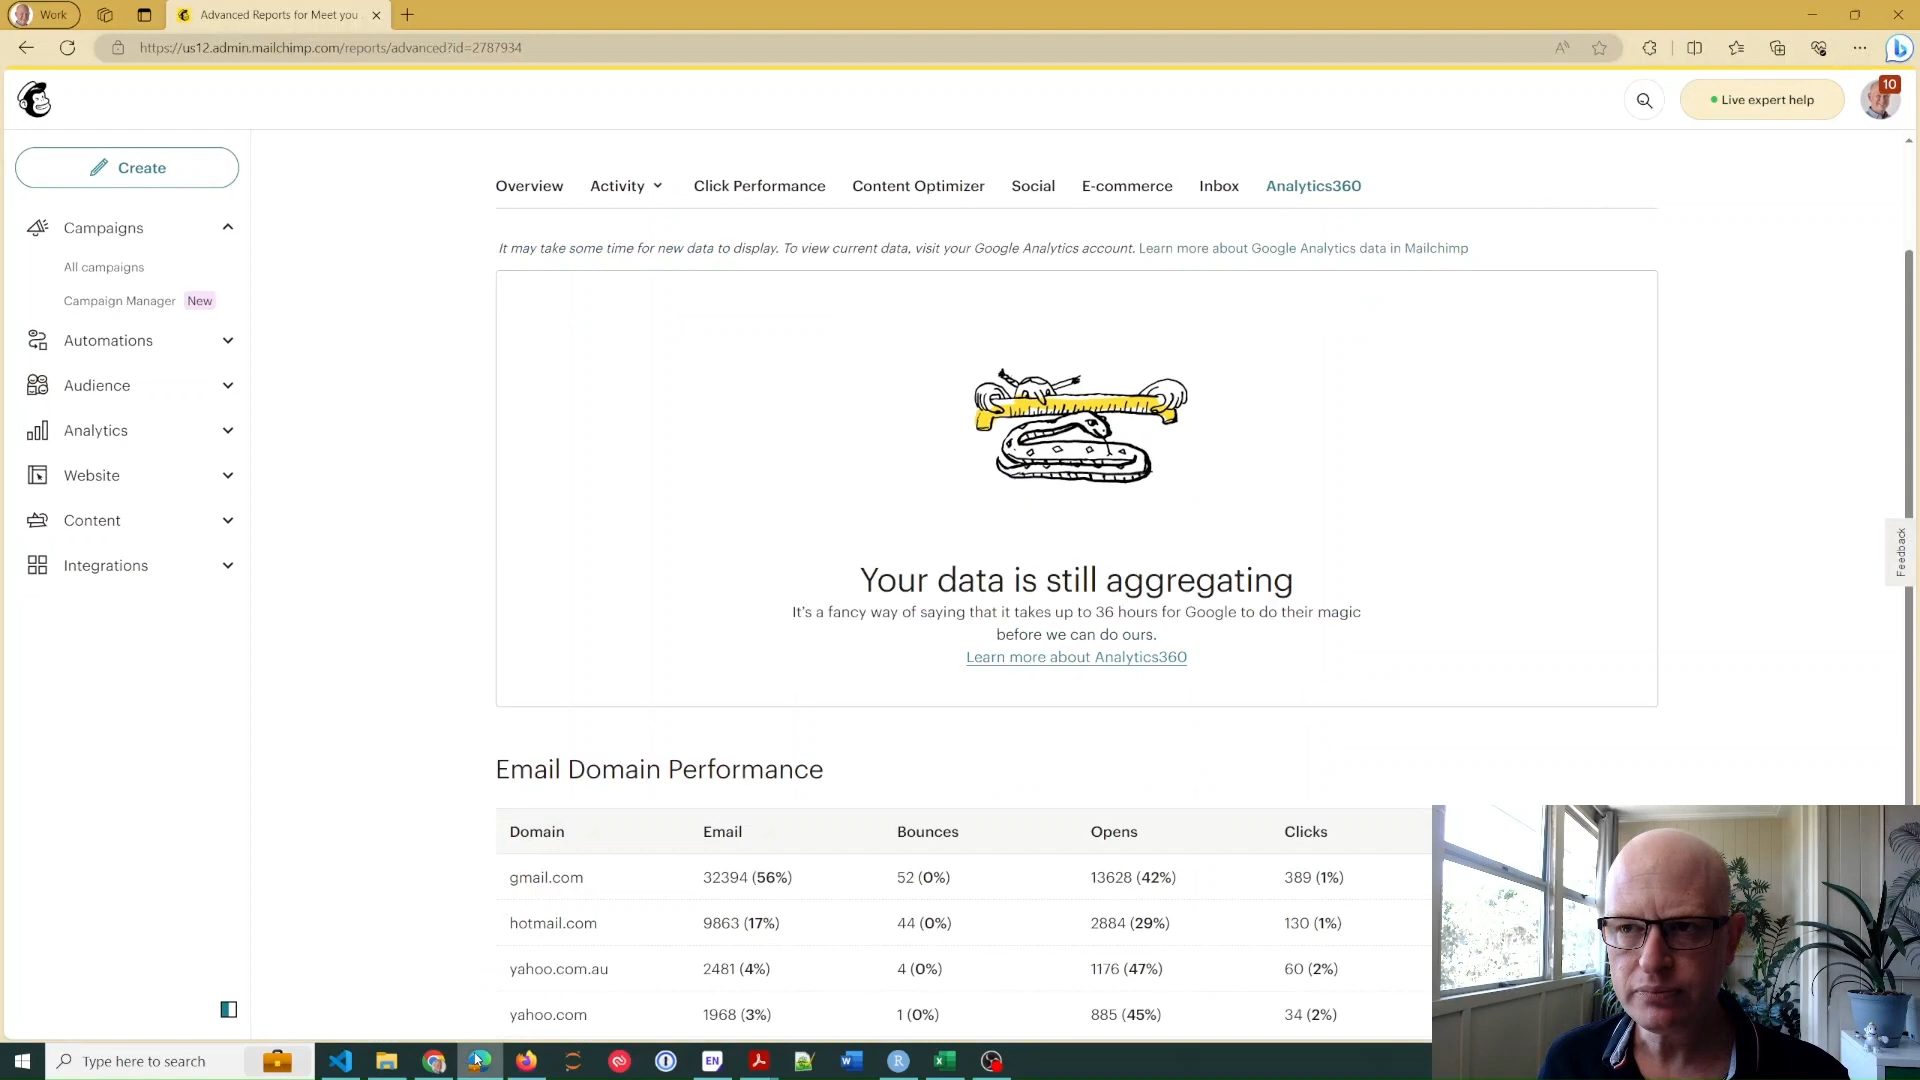 Work
Advanced Reports for Meet you
https://us12.admin.mailchimp.com/reports/advanced?id=2787934
Live expert help
10
Create
Campaigns
All campaigns
Campaign Manager New
Automations
Audience
Analytics
Website
Content
Integrations
Overview Activity Click Performance Content Optimizer Social E-commerce Inbox Analytics360
It may take some time for new data to display. To view current data, visit your Google Analytics account. Learn more about Google Analytics data in Mailchimp
Your data is still aggregating
It's a fancy way of saying that it takes up to 36 hours for Google to do their magic
before we can do ours.
Learn more about Analytics360
Feedback
Email Domain Performance
Domain Email Bounces Opens Clicks
gmail.com 32394 (56%) 52 (0%) 13628 (42%) 389 (1%)
hotmail.com 9863 (17%) 44 (0%) 2884 (29%) 130 (1%)
yahoo.com.au 2481 (4%) 4 (0%) 1176 (47%) 60 (2%)
yahoo.com 1968 (3%) 1 (0%) 885 (45%) 34 (2%)
Type here to search
EN